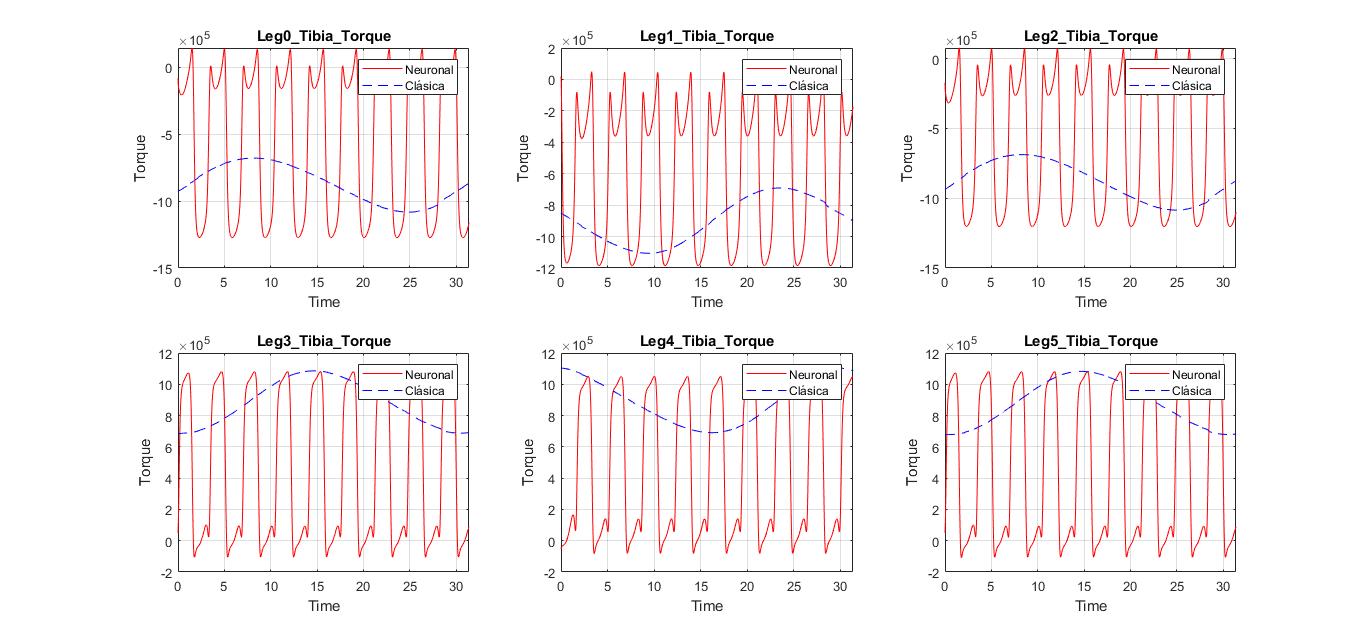 Leg0_Tibia_Torque
×10^5
0
-5
-10
-15
Torque
0 5 10 15 20 25 30
Time
Neuronal
Clásica
Leg1_Tibia_Torque
×10^5
2
0
-2
-4
-6
-8
-10
-12
Torque
0 5 10 15 20 25 30
Time
Neuronal
Clásica
Leg2_Tibia_Torque
×10^5
0
-5
-10
-15
Torque
0 5 10 15 20 25 30
Time
Neuronal
Clásica
Leg3_Tibia_Torque
×10^5
12
10
8
6
4
2
0
-2
Torque
0 5 10 15 20 25 30
Time
Neuronal
Clásica
Leg4_Tibia_Torque
×10^5
12
10
8
6
4
2
0
-2
Torque
0 5 10 15 20 25 30
Time
Neuronal
Clásica
Leg5_Tibia_Torque
×10^5
12
10
8
6
4
2
0
-2
Torque
0 5 10 15 20 25 30
Time
Neuronal
Clásica